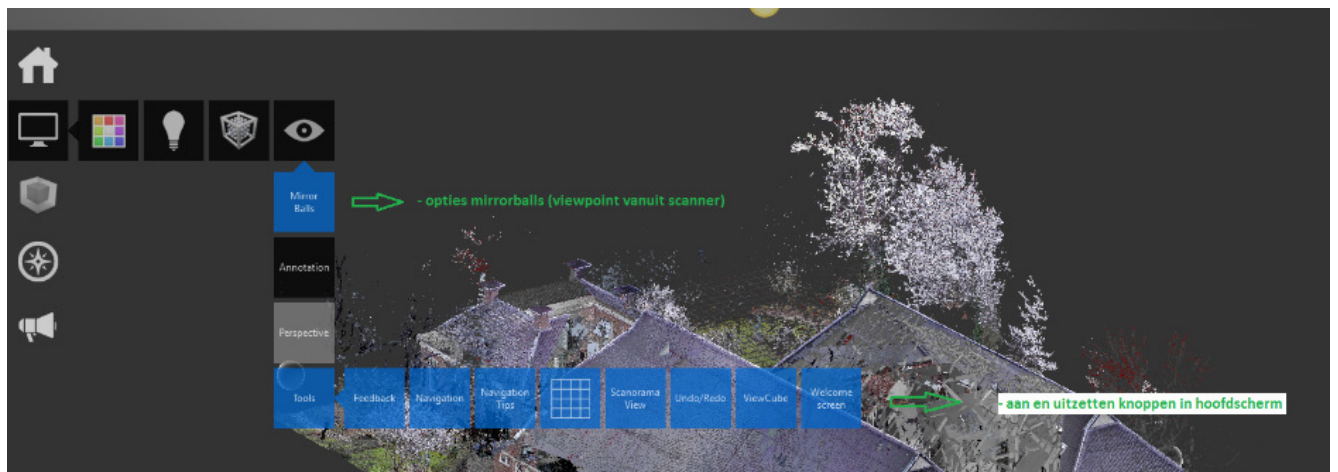 Mirror
Balls
- opties mirrorballs (viewpoint vanuit scanner)
Annotation
Perspective
Tools
Feedback
Navigation
Navigation
Tips
Scanorama
View
Undo/Redo
ViewCube
Welcome
screen
- aan en uitzetten knoppen in hoofdscherm